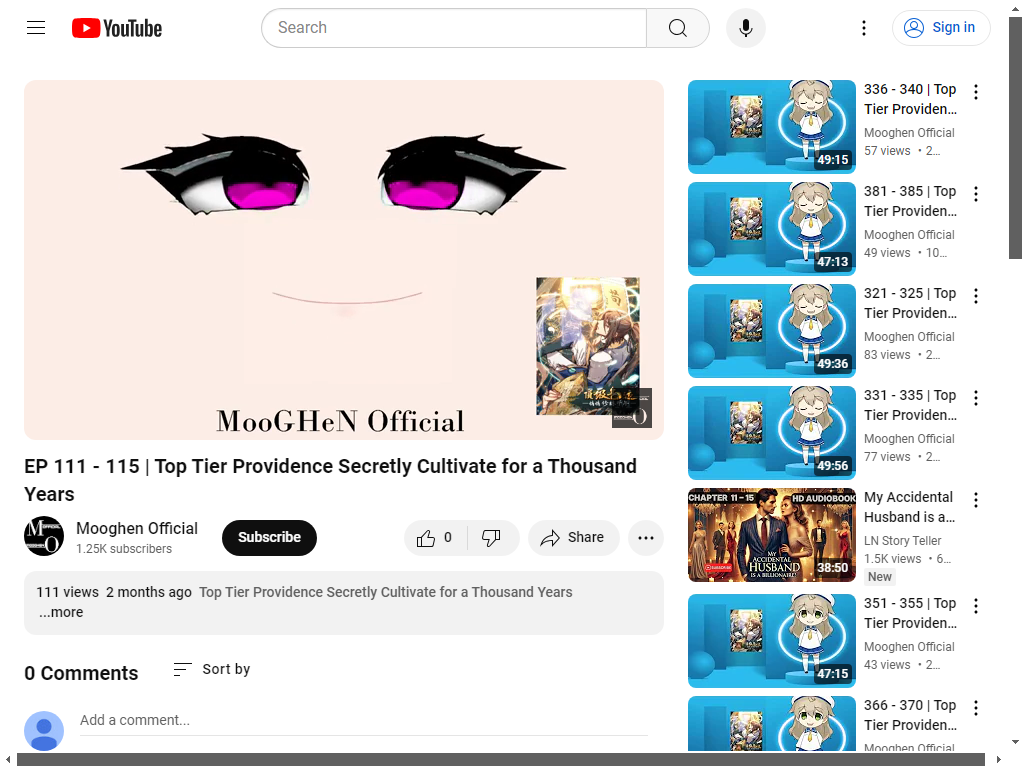 YouTube
Search
Sign in
MooGHeN Official
EP 111 - 115 | Top Tier Providence Secretly Cultivate for a Thousand
Years
Mooghen Official
1.25K subscribers
Subscribe
0
Share
111 views 2 months ago Top Tier Providence Secretly Cultivate for a Thousand Years
...more
0 Comments
Sort by
Add a comment...
336 - 340 | Top
Tier Providen...
Mooghen Official
57 views • 2...
49:15
381 - 385 | Top
Tier Providen...
Mooghen Official
49 views • 10...
47:13
321 - 325 | Top
Tier Providen...
Mooghen Official
83 views • 2...
49:36
331 - 335 | Top
Tier Providen...
Mooghen Official
77 views • 2...
49:56
CHAPTER 11 – 15
HD AUDIOBOOK
MY
ACCIDENTAL
HUSBAND
IS A BILLIONAIRE!
SUBSCRIBE
38:50
My Accidental
Husband is a...
LN Story Teller
1.5K views • 6...
New
351 - 355 | Top
Tier Providen...
Mooghen Official
43 views • 2...
47:15
366 - 370 | Top
Tier Providen...
Mooghen Official